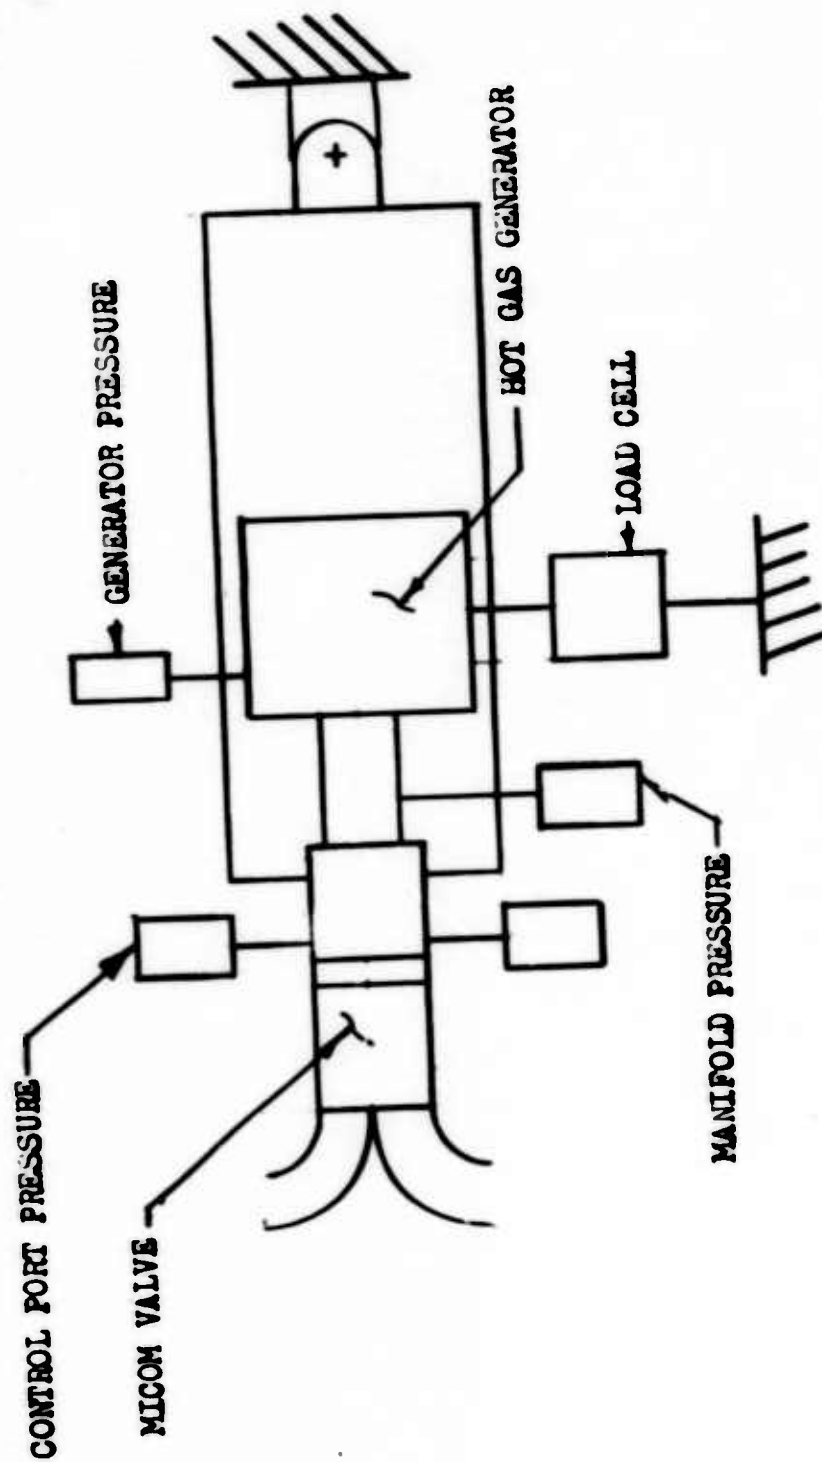 CONTROL PORT PRESSURE
MICOM VALVE
GENERATOR PRESSURE
HOT GAS GENERATOR
LOAD CELL
MANIFOLD PRESSURE